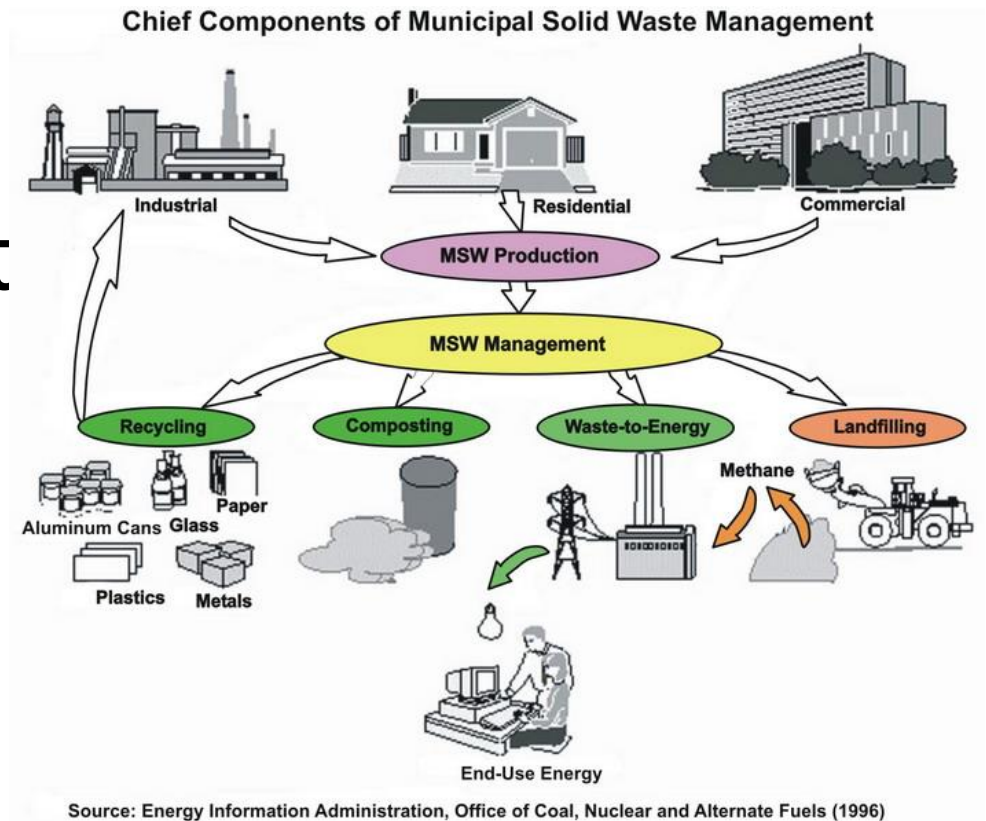 Chief Components of Municipal Solid Waste Management
Industrial
Residential
Commercial
MSW Production
MSW Management
Recycling
Composting
Waste-to-Energy
Landfilling
Methane
Paper
Aluminum Cans
Glass
Plastics
Metals
End-Use Energy
Source: Energy Information Administration, Office of Coal, Nuclear and Alternate Fuels (1996)